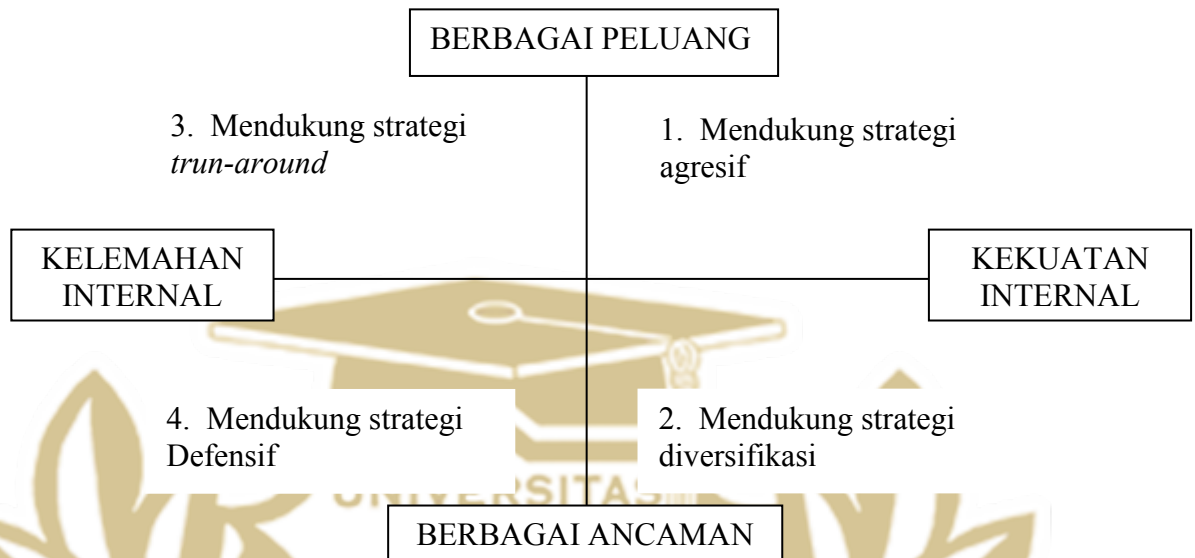 BERBAGAI PELUANG
3. Mendukung strategi
trun-around
1. Mendukung strategi
agresif
KELEMAHAN
INTERNAL
KEKUATAN
INTERNAL
4. Mendukung strategi
Defensif
2. Mendukung strategi
diversifikasi
UNIVERSITAS
BERBAGAI ANCAMAN